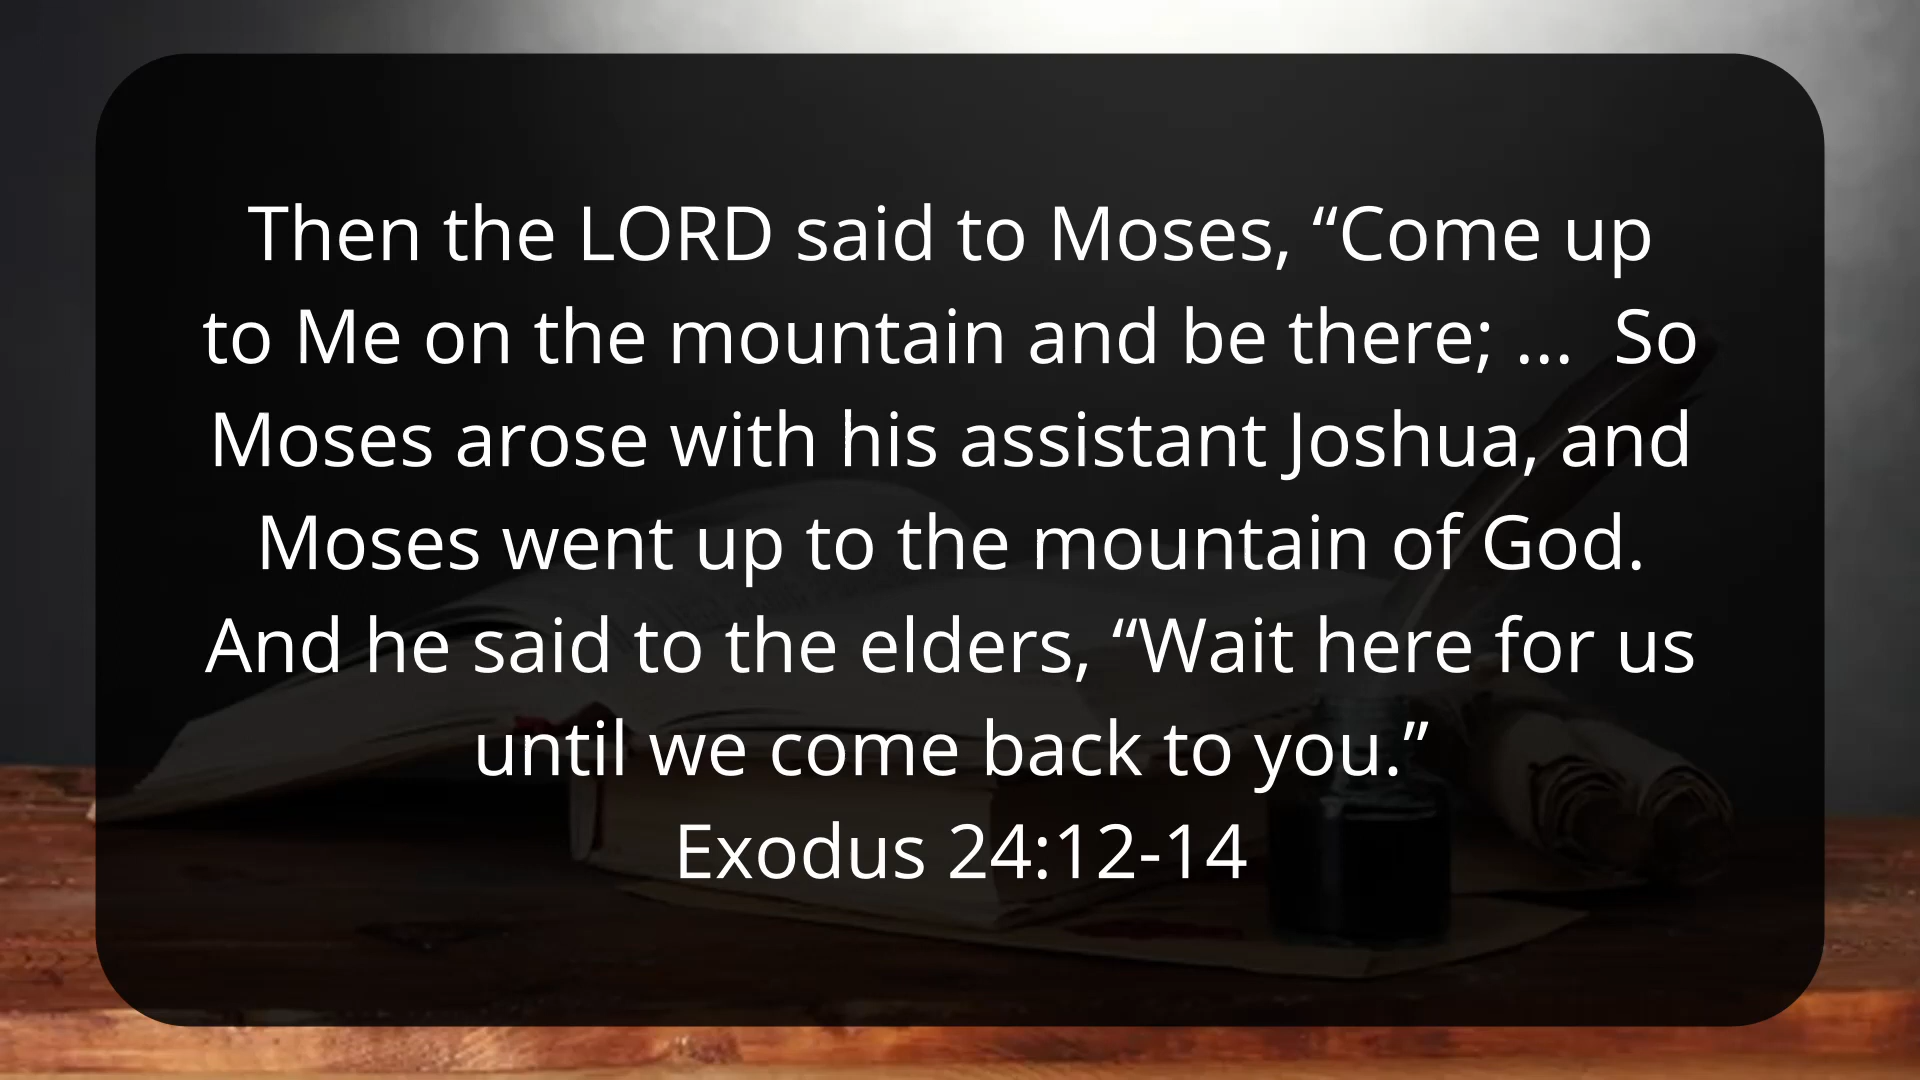 Then the LORD said to Moses, “Come up
to Me on the mountain and be there; ...  So
Moses arose with his assistant Joshua, and
Moses went up to the mountain of God.
And he said to the elders, “Wait here for us
until we come back to you.”
Exodus 24:12-14